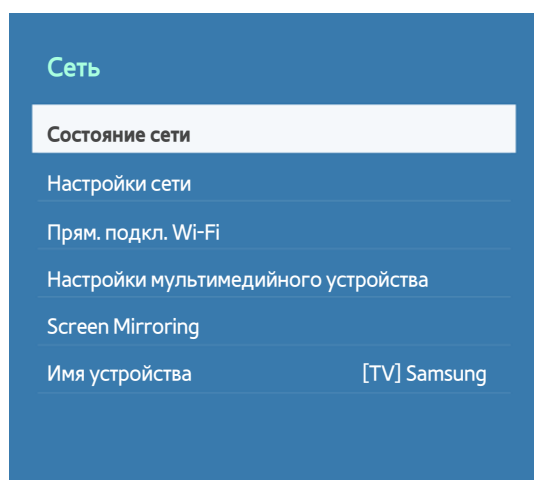 Сеть
Состояние сети
Настройки сети
Прям. подкл. Wi-Fi
Настройки мультимедийного устройства
Screen Mirroring
Имя устройства [TV] Samsung